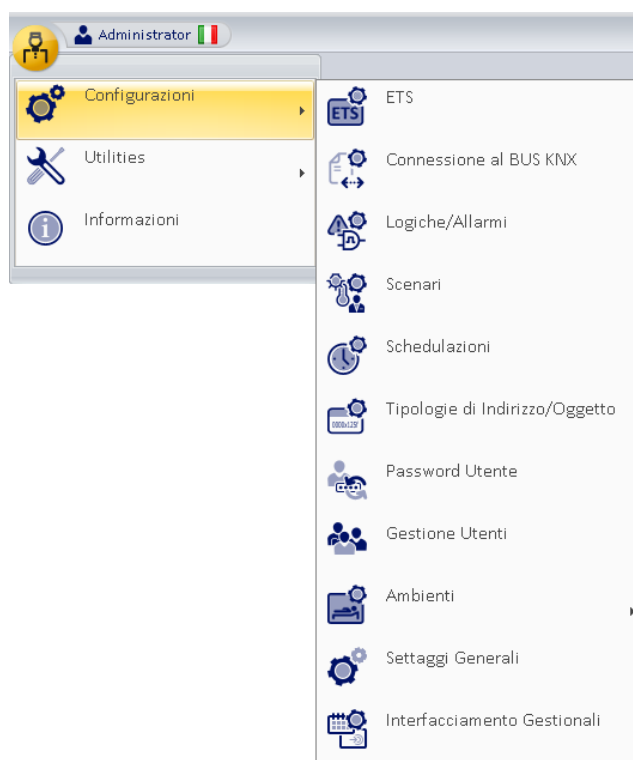 Administrator
Configurazioni
Utilities
Informazioni
ETS
ETS
Connessione al BUS KNX
Logiche/Allarmi
Scenari
Schedulazioni
Tipologie di Indirizzo/Oggetto
Password Utente
Gestione Utenti
Ambienti
Settaggi Generali
Interfacciamento Gestionali